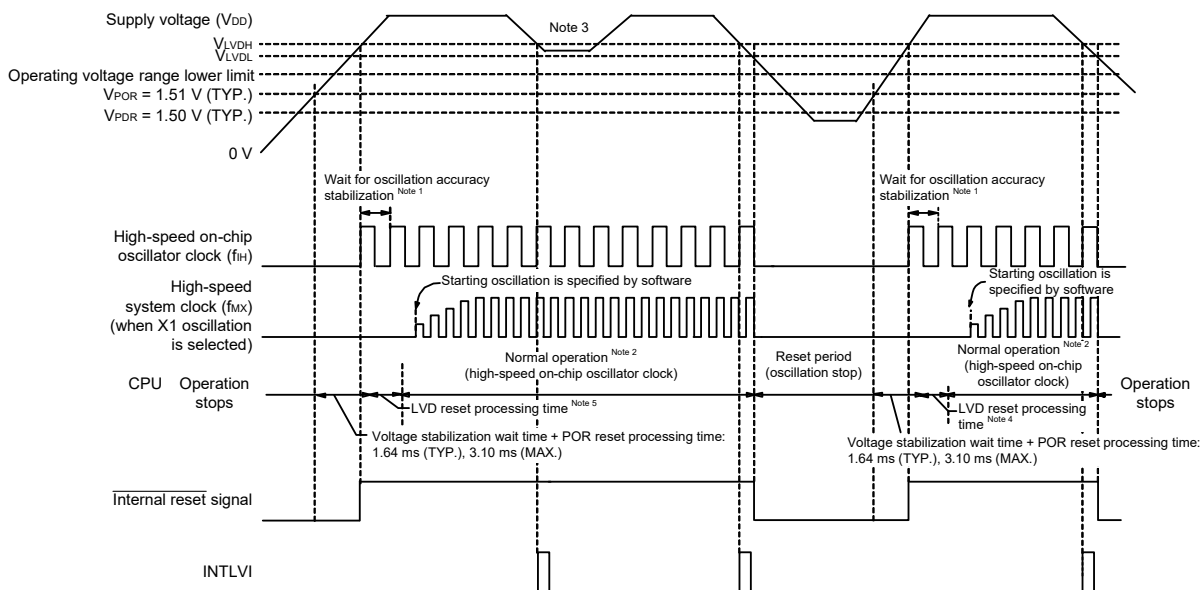 Supply voltage (VDD)
Note 3
VLVDH
VLVDL
Operating voltage range lower limit
VPOR = 1.51 V (TYP.)
VPDR = 1.50 V (TYP.)
0 V
Wait for oscillation accuracy
stabilization Note 1
Wait for oscillation accuracy
stabilization Note 1
High-speed on-chip
oscillator clock (fIH)
High-speed
system clock (fMX)
(when X1 oscillation
is selected)
Starting oscillation is specified by software
Starting oscillation is
specified by software
CPU
Operation
stops
Normal operation Note 2
(high-speed on-chip oscillator clock)
Reset period
(oscillation stop)
Normal operation Note 2
(high-speed on-chip
oscillator clock)
Operation
stops
LVD reset processing time Note 5
LVD reset processing
time Note 4
Voltage stabilization wait time + POR reset processing time:
1.64 ms (TYP.), 3.10 ms (MAX.)
Voltage stabilization wait time + POR reset processing time:
1.64 ms (TYP.), 3.10 ms (MAX.)
Internal reset signal
INTLVI